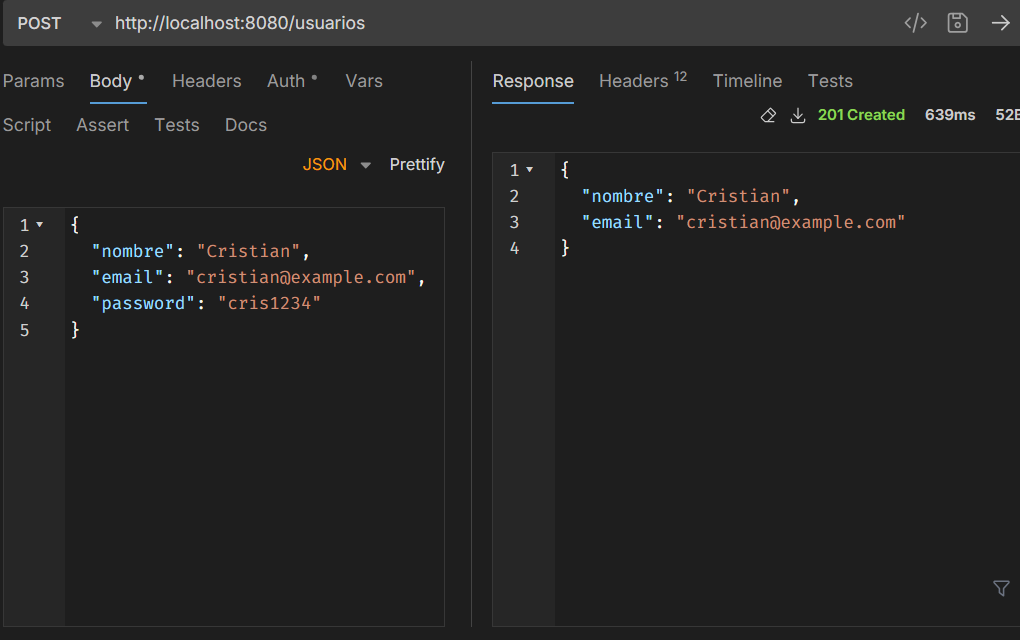 POST http://localhost:8080/usuarios </>
Params Body Headers Auth Vars
Script Assert Tests Docs
JSON Prettify
1 {
2 "nombre": "Cristian",
3 "email": "cristian@example.com",
4 "password": "cris1234"
5 }
Response Headers 12 Timeline Tests
201 Created 639ms 52B
1 {
2 "nombre": "Cristian",
3 "email": "cristian@example.com"
4 }